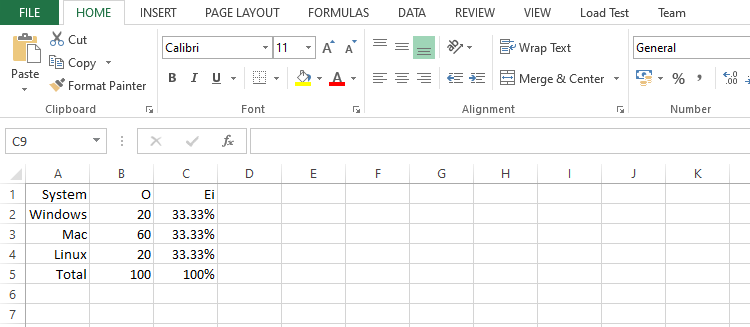 FILE HOME INSERT PAGE LAYOUT FORMULAS DATA REVIEW VIEW Load Test Team
Cut
Copy
Format Painter
Paste
Clipboard
Calibri 11 A A
B I U A
Font
Wrap Text
Merge & Center
Alignment
General
% , .0 .00
Number
C9 fx
A B C D E F G H I J K
1 System O Ei
2 Windows 20 33.33%
3 Mac 60 33.33%
4 Linux 20 33.33%
5 Total 100 100%
6
7